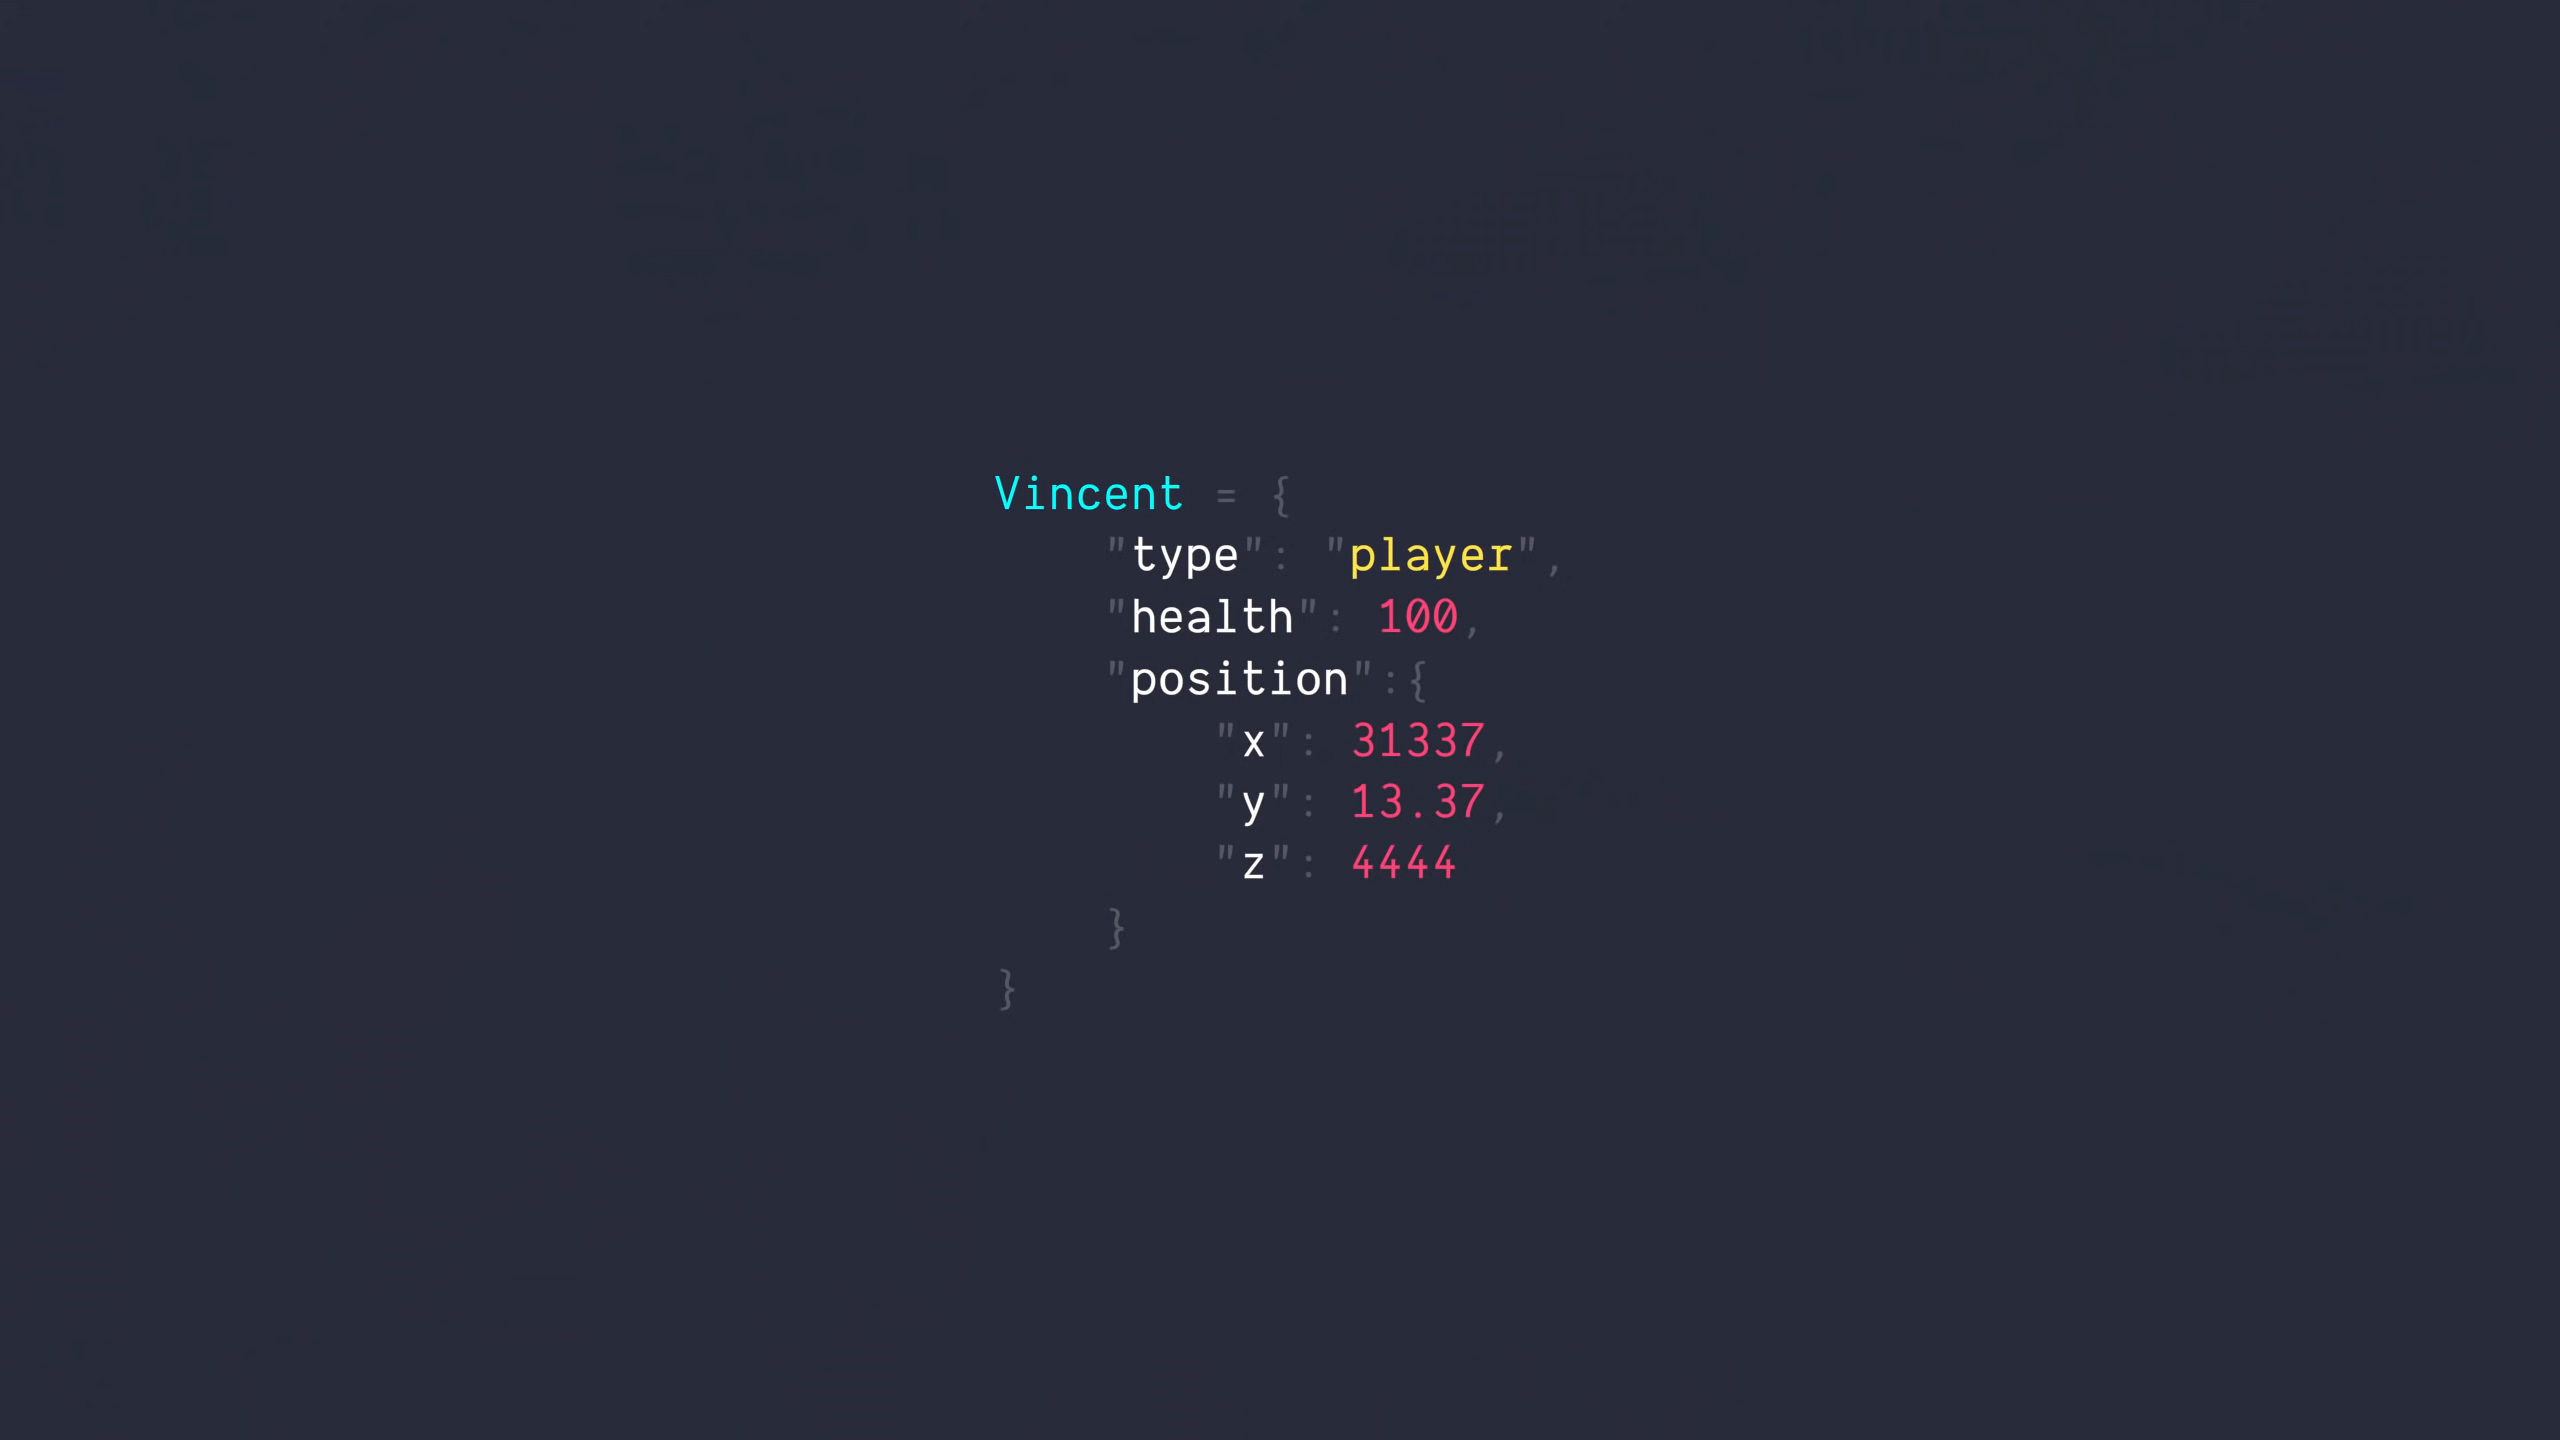 Vincent = {
"type": "player",
"health": 100,
"position":{
"x": 31337,
"y": 13.37,
"z": 4444
}
}